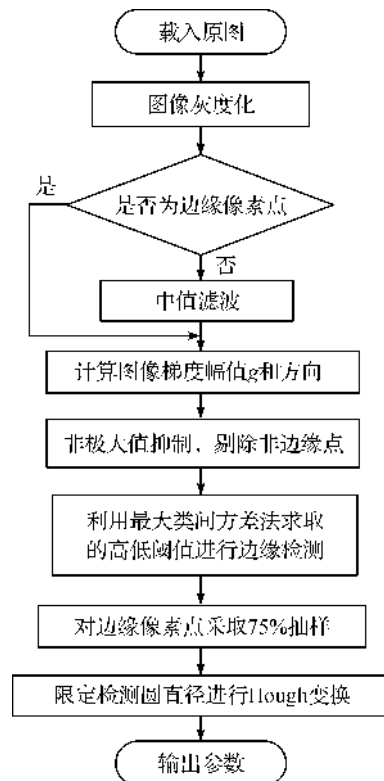 载入原图
图像灰度化
是否为边缘像素点
是
否
中值滤波
计算图像梯度幅值g和方向
非极大值抑制，剔除非边缘点
利用最大类间方差法求取
的高低阈值进行边缘检测
对边缘像素点采取75%抽样
限定检测圆直径进行Hough变换
输出参数